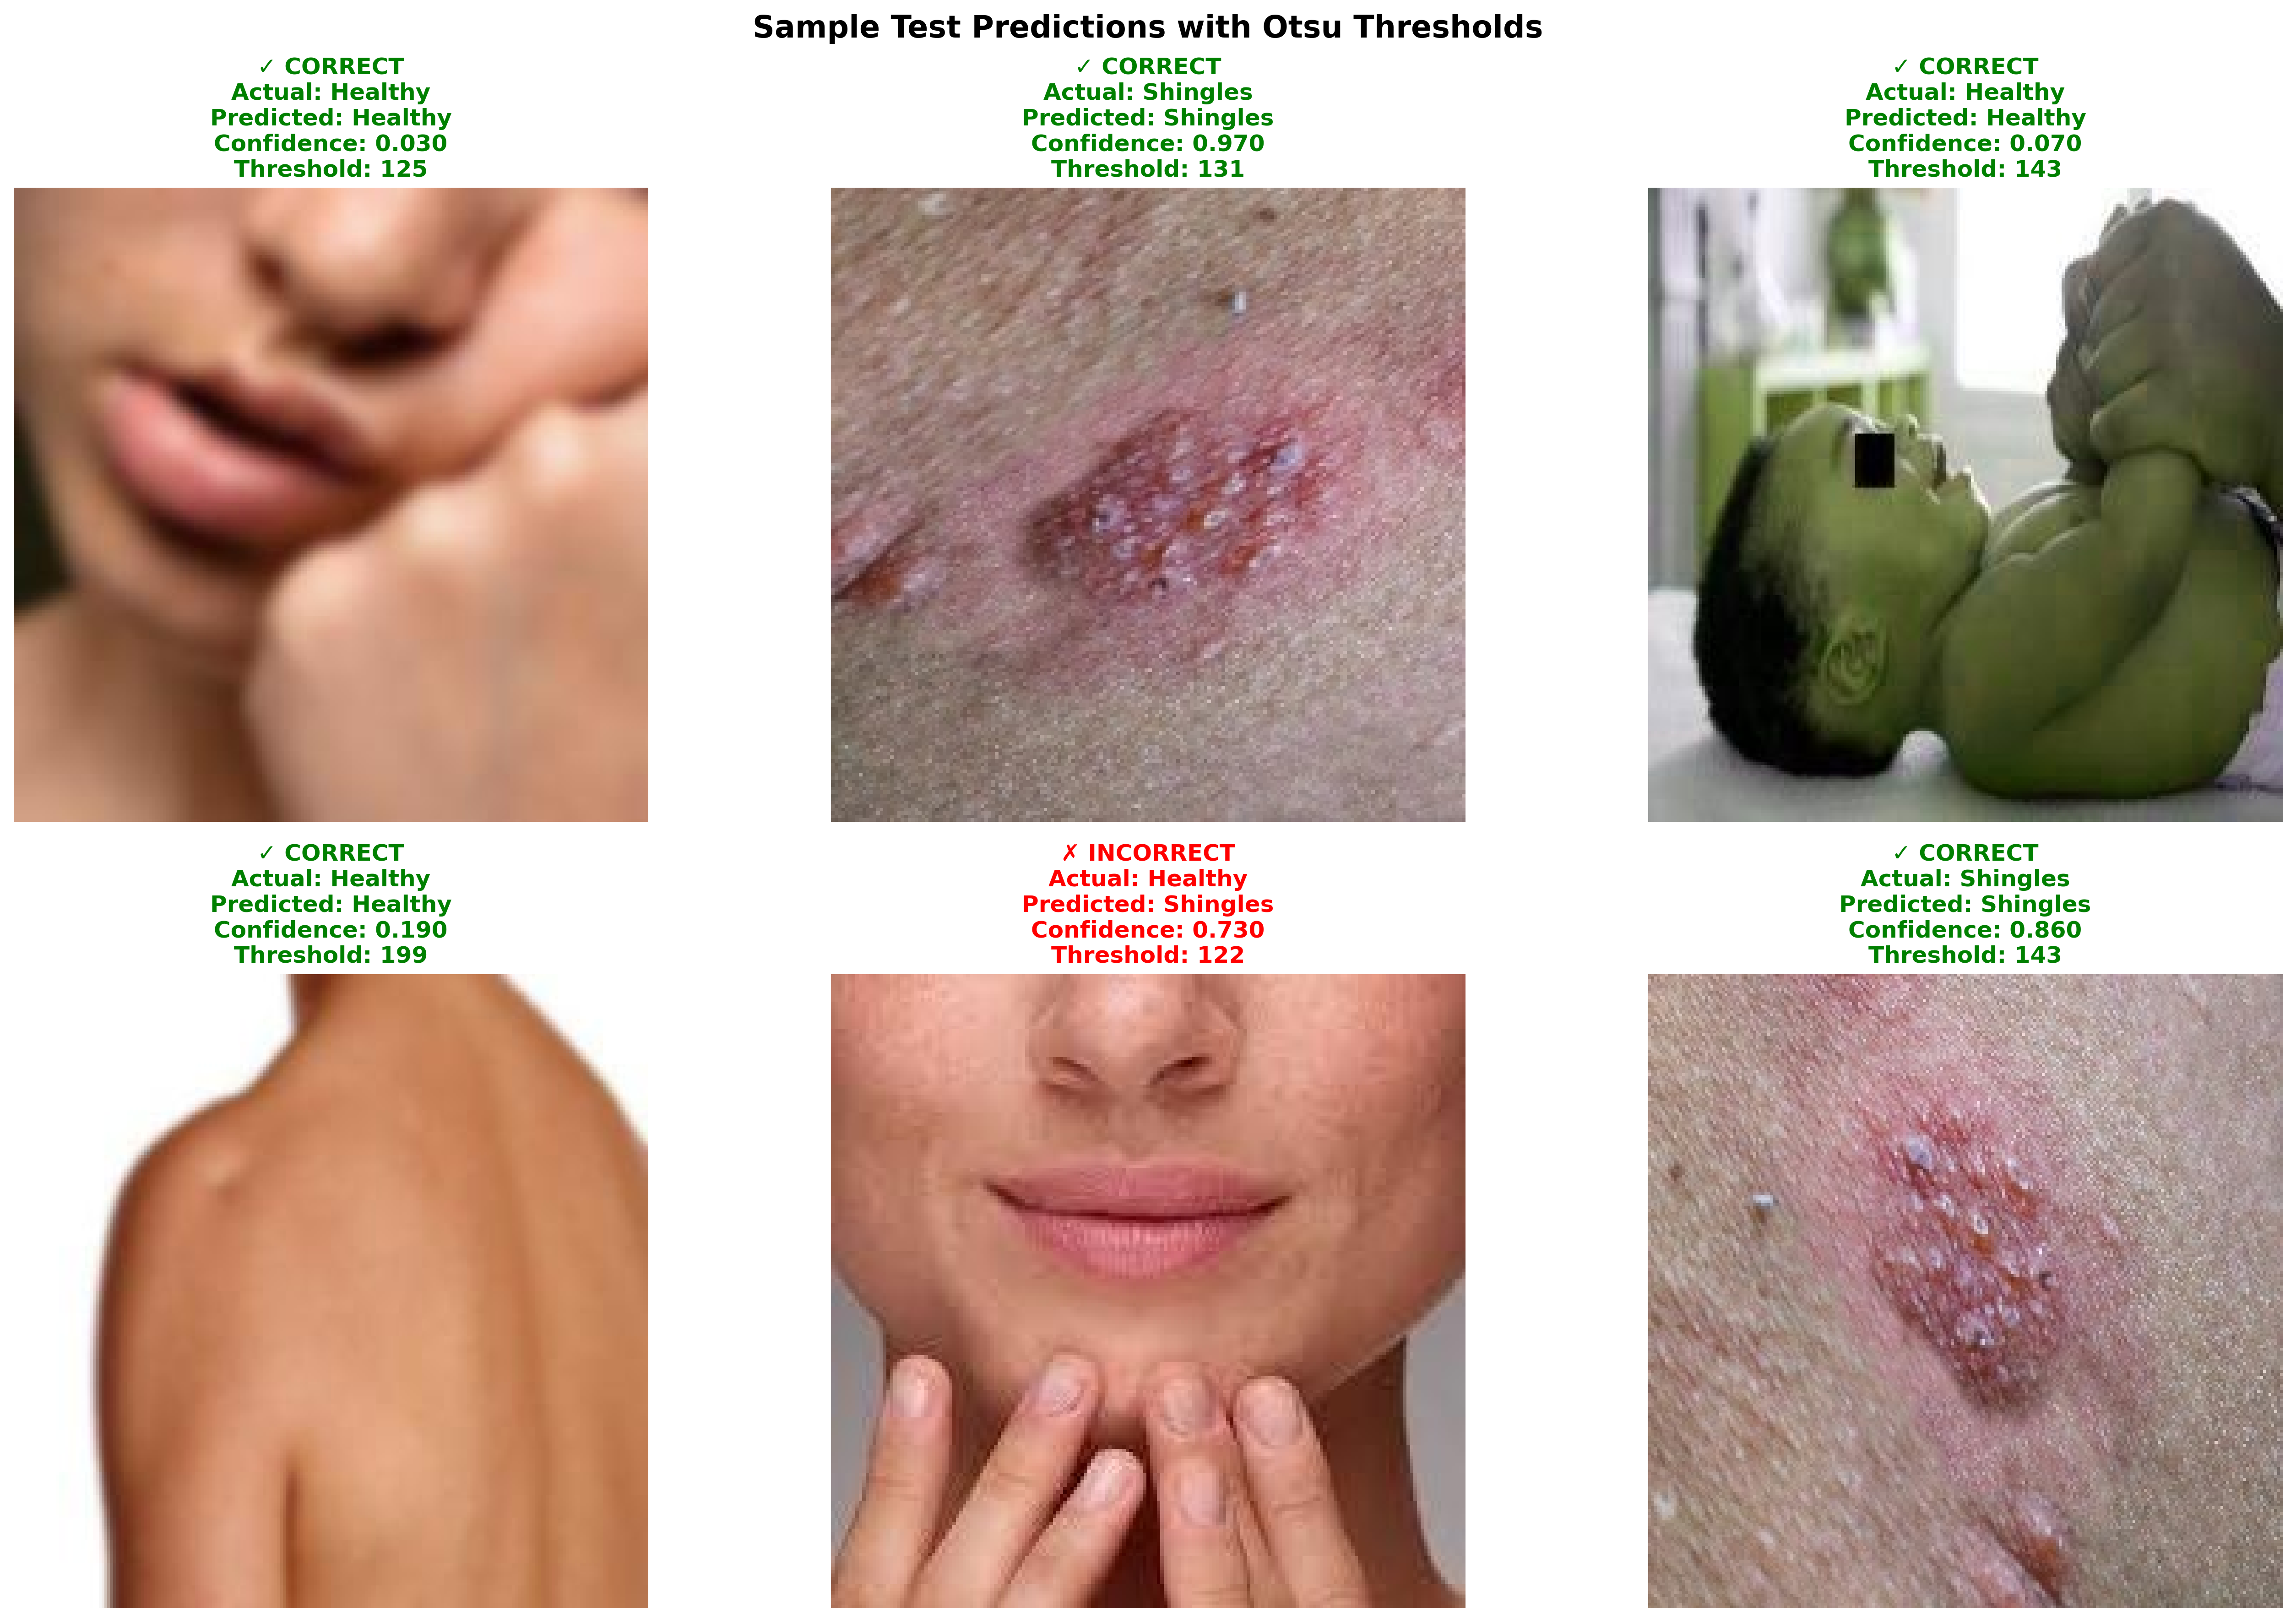 Sample Test Predictions with Otsu Thresholds
✓ CORRECT
Actual: Healthy
Predicted: Healthy
Confidence: 0.030
Threshold: 125
✓ CORRECT
Actual: Shingles
Predicted: Shingles
Confidence: 0.970
Threshold: 131
✓ CORRECT
Actual: Healthy
Predicted: Healthy
Confidence: 0.070
Threshold: 143
✓ CORRECT
Actual: Healthy
Predicted: Healthy
Confidence: 0.190
Threshold: 199
✗ INCORRECT
Actual: Healthy
Predicted: Shingles
Confidence: 0.730
Threshold: 122
✓ CORRECT
Actual: Shingles
Predicted: Shingles
Confidence: 0.860
Threshold: 143